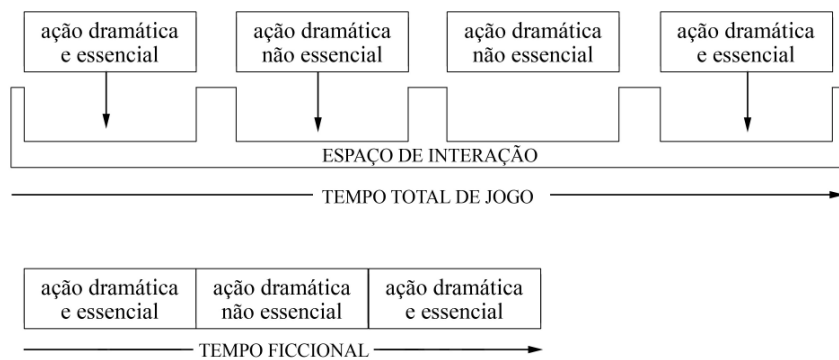 ação dramática
e essencial
ação dramática
não essencial
ação dramática
não essencial
ação dramática
e essencial
ESPAÇO DE INTERAÇÃO
TEMPO TOTAL DE JOGO
ação dramática
e essencial
ação dramática
não essencial
ação dramática
e essencial
TEMPO FICCIONAL